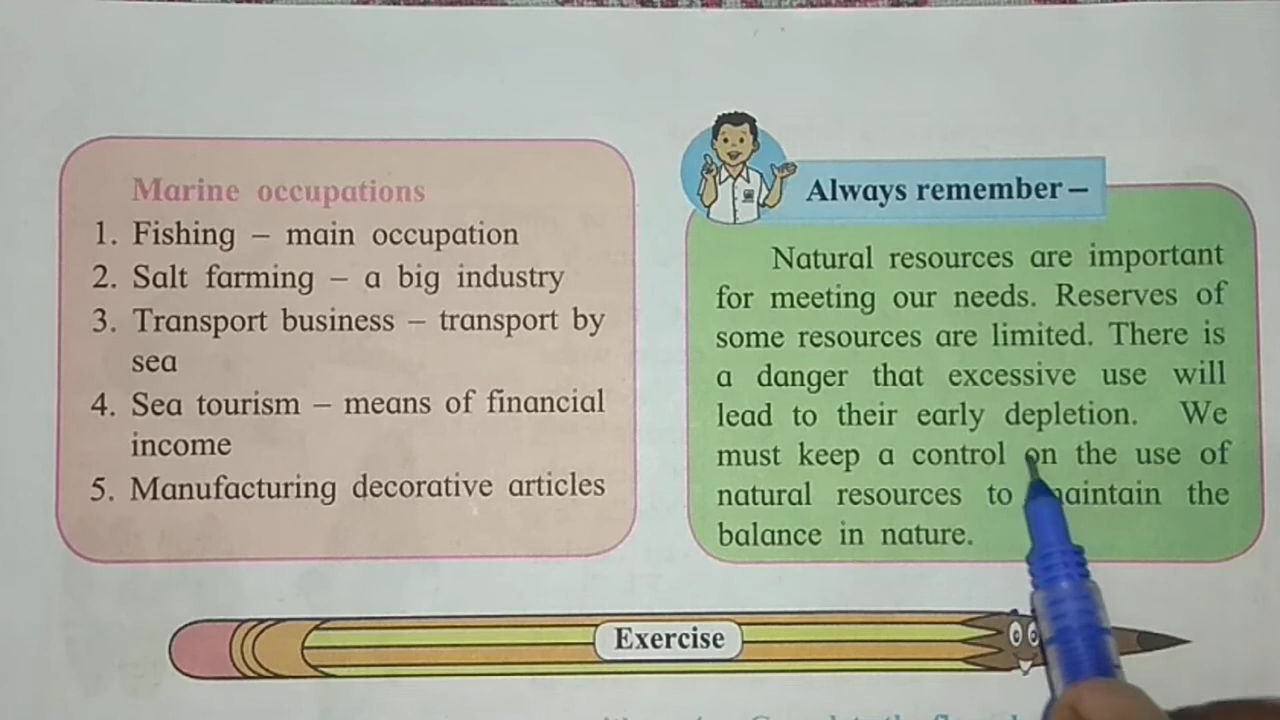 Marine occupations
1. Fishing – main occupation
2. Salt farming – a big industry
3. Transport business – transport by
sea
4. Sea tourism – means of financial
income
5. Manufacturing decorative articles
Always remember –
Natural resources are important
for meeting our needs. Reserves of
some resources are limited. There is
a danger that excessive use will
lead to their early depletion. We
must keep a control on the use of
natural resources to maintain the
balance in nature.
Exercise